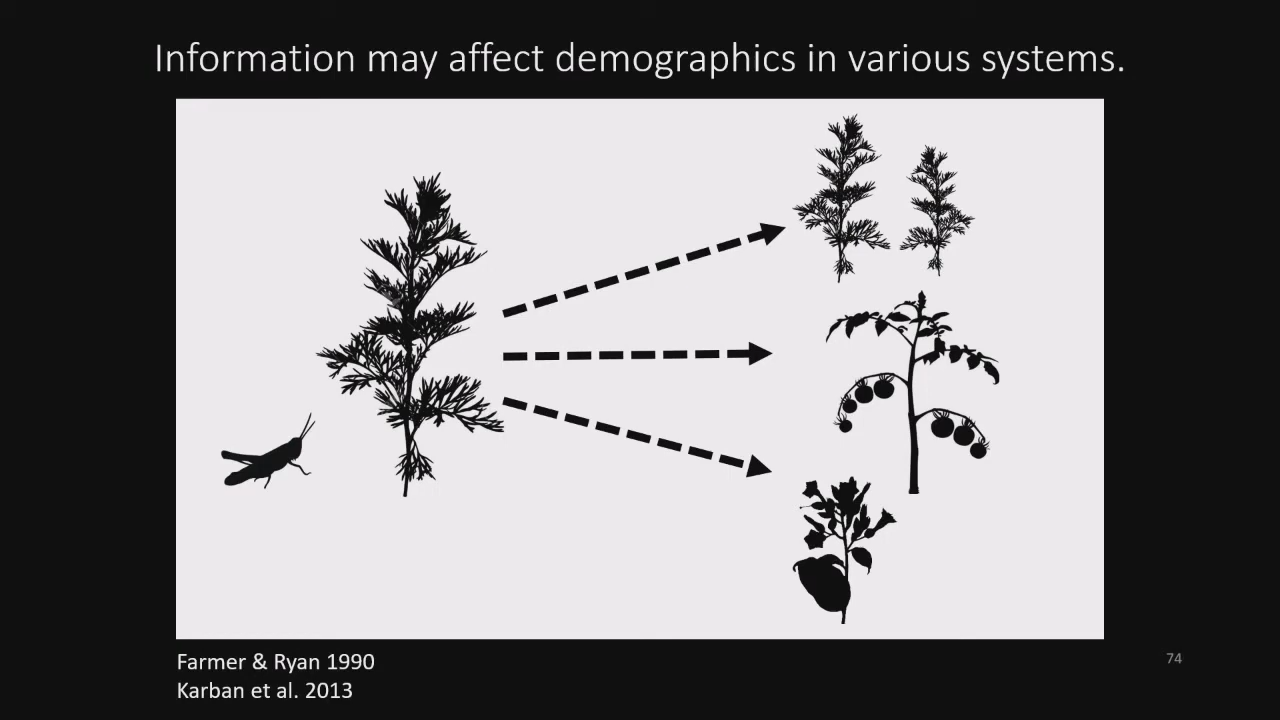 Information may affect demographics in various systems.
Farmer & Ryan 1990
Karban et al. 2013
74